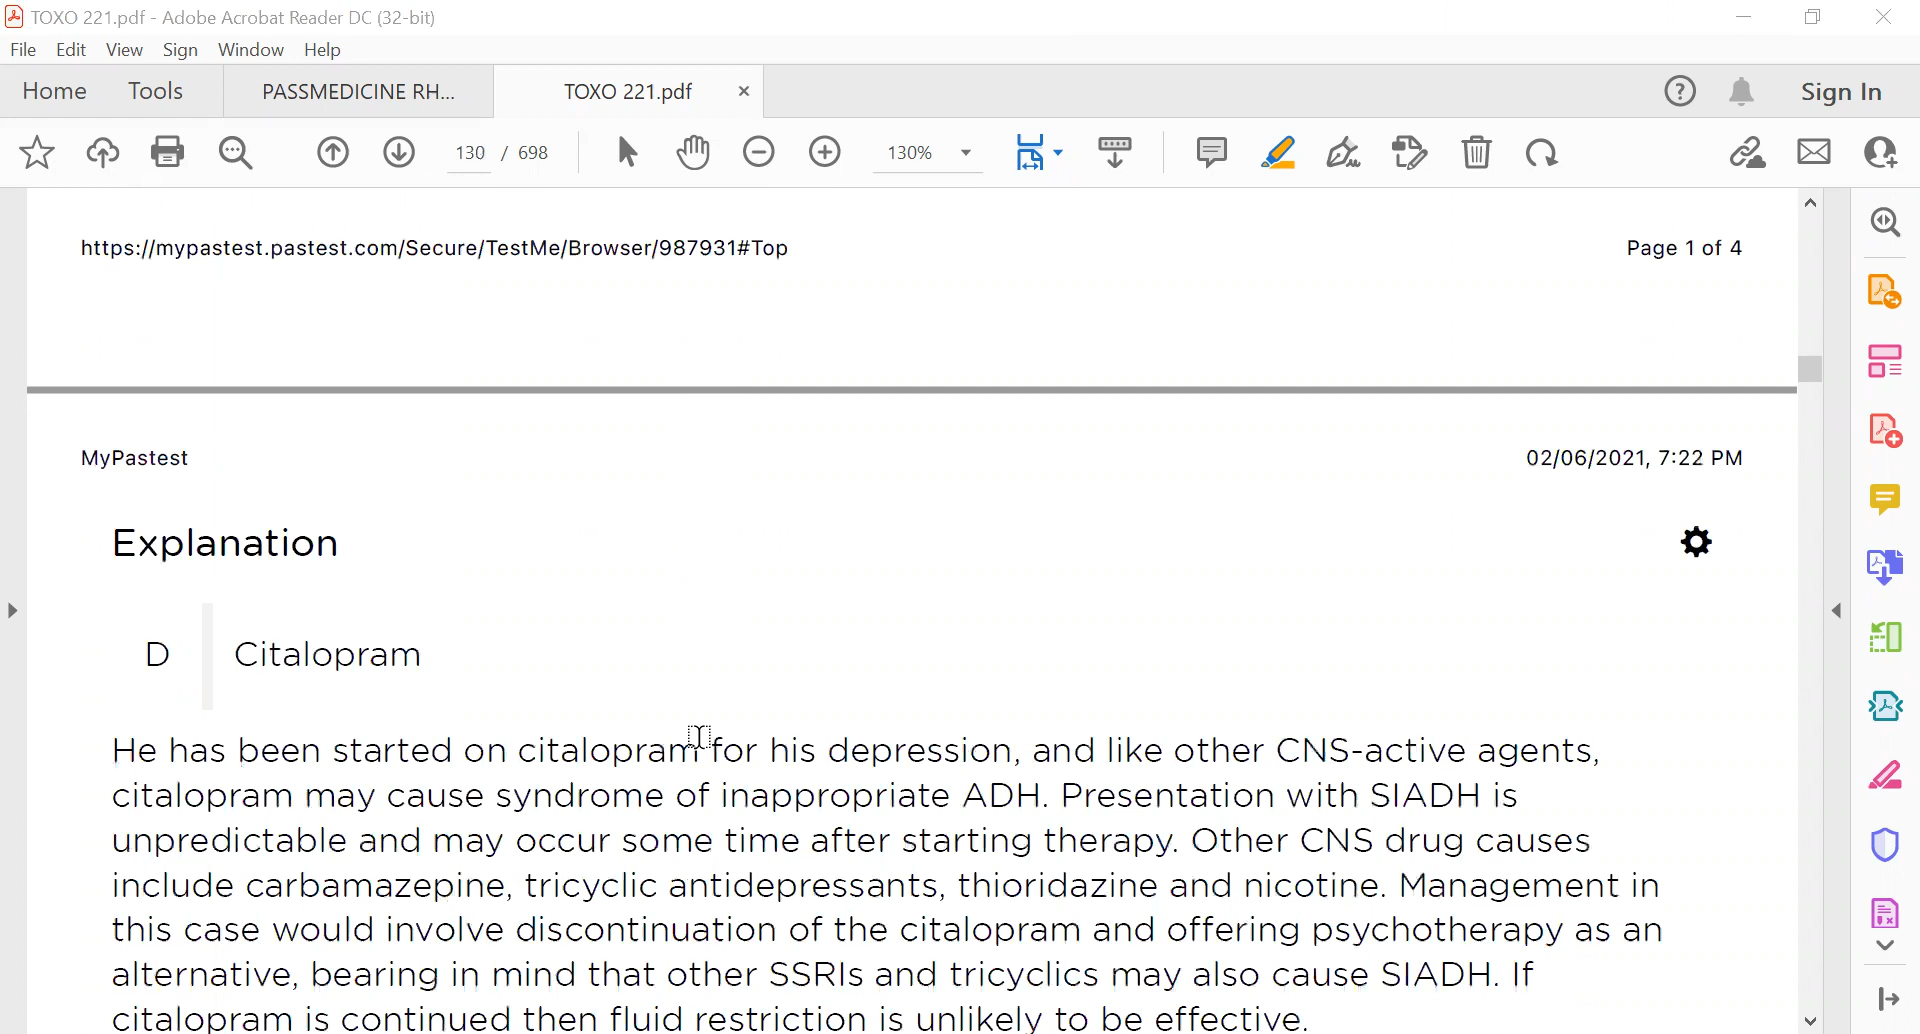 TOXO 221.pdf - Adobe Acrobat Reader DC (32-bit)
File Edit View Sign Window Help
Home Tools PASSMEDICINE RH... TOXO 221.pdf × Sign In
130 / 698 130%
https://mypastest.pastest.com/Secure/TestMe/Browser/987931#Top Page 1 of 4
MyPastest 02/06/2021, 7:22 PM
Explanation
D Citalopram
He has been started on citalopram for his depression, and like other CNS-active agents,
citalopram may cause syndrome of inappropriate ADH. Presentation with SIADH is
unpredictable and may occur some time after starting therapy. Other CNS drug causes
include carbamazepine, tricyclic antidepressants, thioridazine and nicotine. Management in
this case would involve discontinuation of the citalopram and offering psychotherapy as an
alternative, bearing in mind that other SSRIs and tricyclics may also cause SIADH. If
citalopram is continued then fluid restriction is unlikely to be effective.